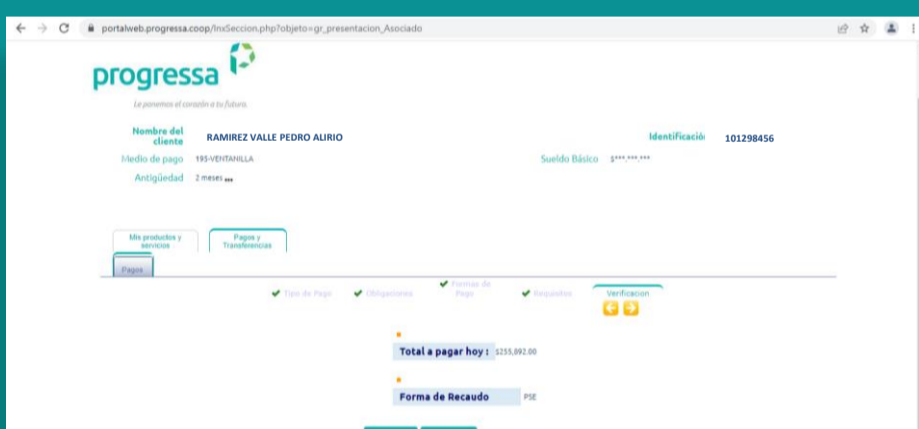 portalweb.progressa.coop/InxSeccion.php?objeto=gr_presentacion_Asociado
progressa
Le ponemos el corazón a tu futuro.
Nombre del cliente RAMIREZ VALLE PEDRO ALIRIO Identificació 101298456
Medio de pago 195-VENTANILLA Sueldo Básico $***,***,***
Antigüedad 2 meses
Mis productos y servicios Pagos y Transferencias
Pagos
Tipo de Pago Obligaciones Formas de Pago Requisitos Verificacion
Total a pagar hoy : $255,892.00
Forma de Recaudo PSE